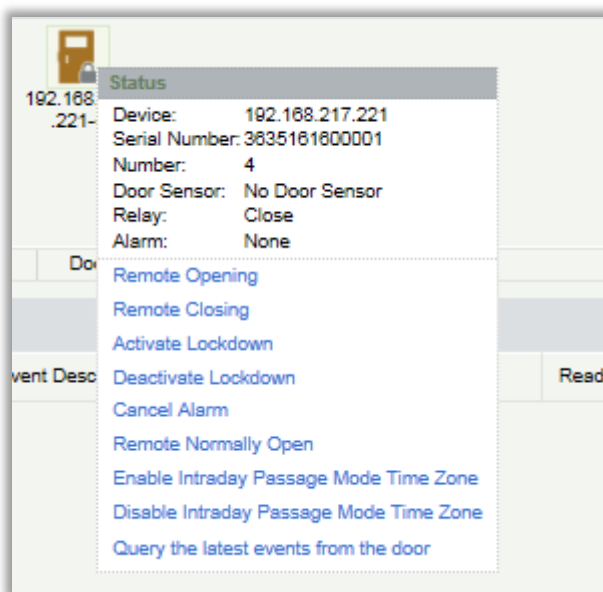 192.168
.221-
Status
Device: 192.168.217.221
Serial Number: 3635161600001
Number: 4
Door Sensor: No Door Sensor
Relay: Close
Alarm: None
Remote Opening
Remote Closing
Activate Lockdown
Deactivate Lockdown
Cancel Alarm
Remote Normally Open
Enable Intraday Passage Mode Time Zone
Disable Intraday Passage Mode Time Zone
Query the latest events from the door
Do
vent Desc
Read